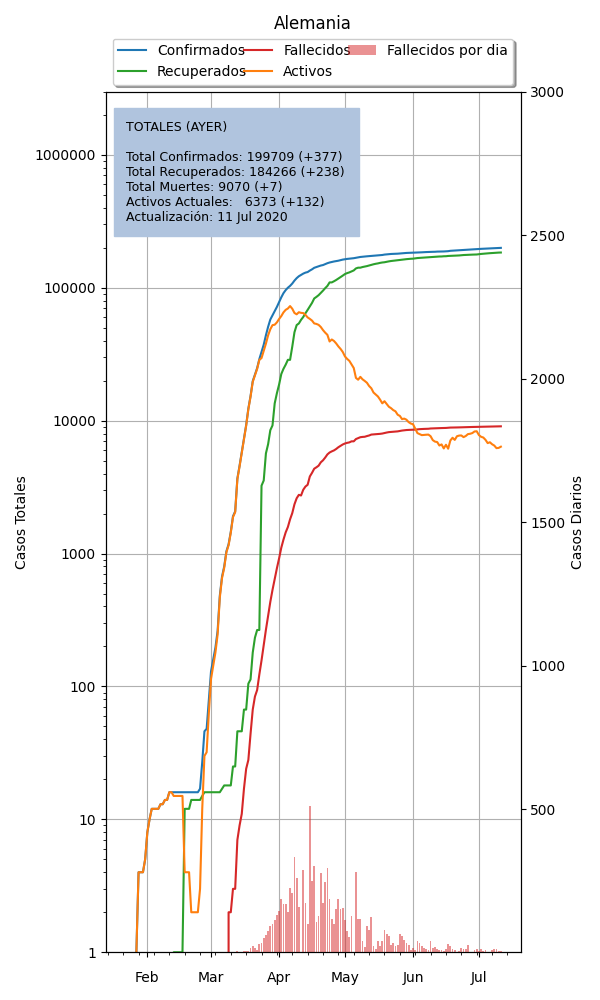 Alemania
Confirmados
Recuperados
Fallecidos
Activos
Fallecidos por dia
TOTALES (AYER)
Total Confirmados: 199709 (+377)
Total Recuperados: 184266 (+238)
Total Muertes: 9070 (+7)
Activos Actuales: 6373 (+132)
Actualización: 11 Jul 2020
Casos Totales
1000000
100000
10000
1000
100
10
1
Casos Diarios
3000
2500
2000
1500
1000
500
Feb Mar Apr May Jun Jul